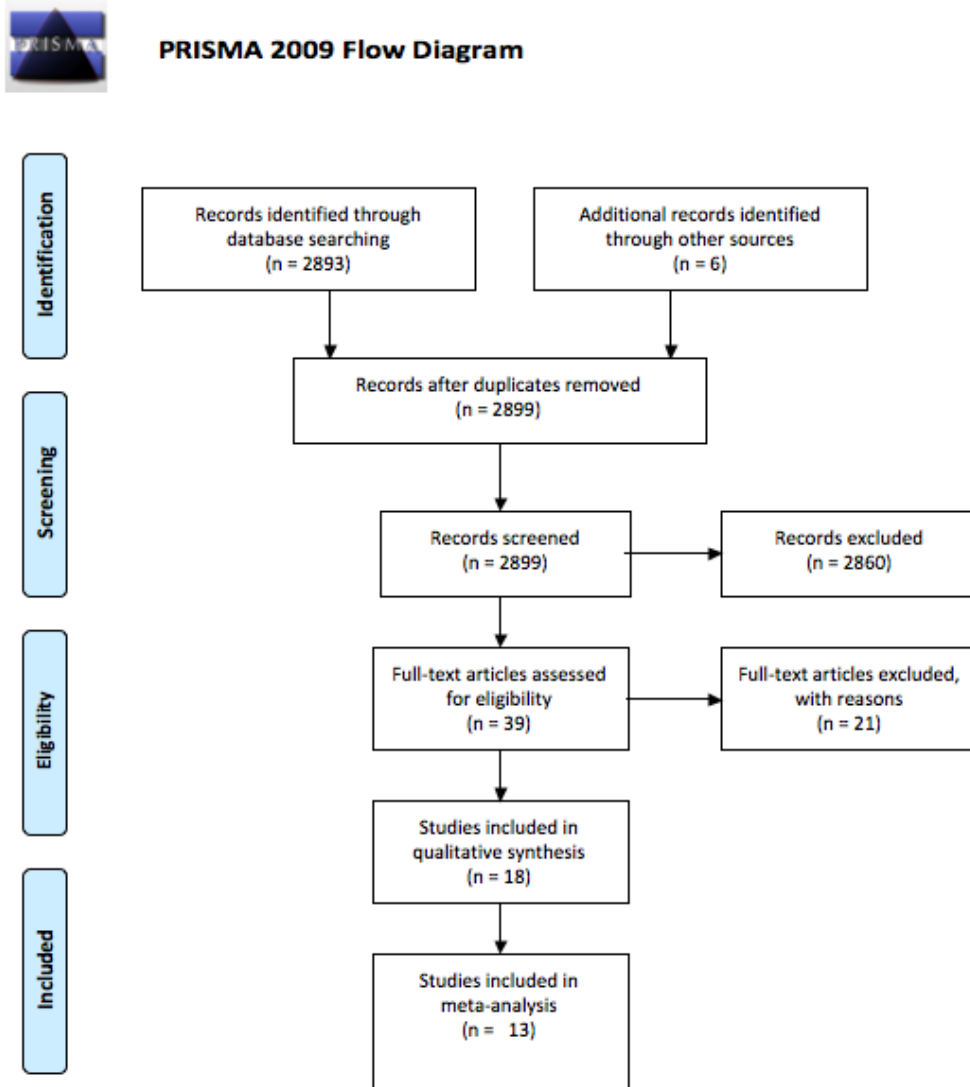 PRISMA
PRISMA 2009 Flow Diagram
Identification
Records identified through
database searching
(n = 2893)
Additional records identified
through other sources
(n = 6)
Records after duplicates removed
(n = 2899)
Screening
Records screened
(n = 2899)
Records excluded
(n = 2860)
Eligibility
Full-text articles assessed
for eligibility
(n = 39)
Full-text articles excluded,
with reasons
(n = 21)
Studies included in
qualitative synthesis
(n = 18)
Included
Studies included in
meta-analysis
(n =   13)